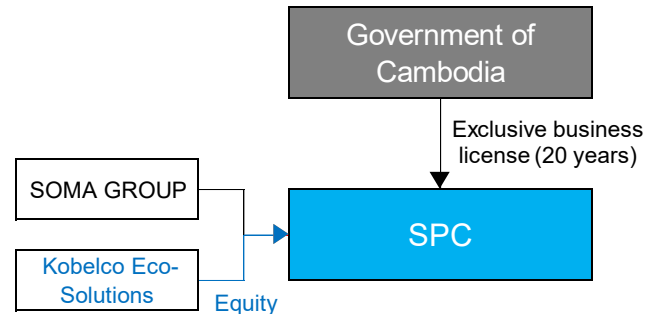 Government of
Cambodia
Exclusive business
license (20 years)
SOMA GROUP
SPC
Kobelco Eco-
Solutions
Equity